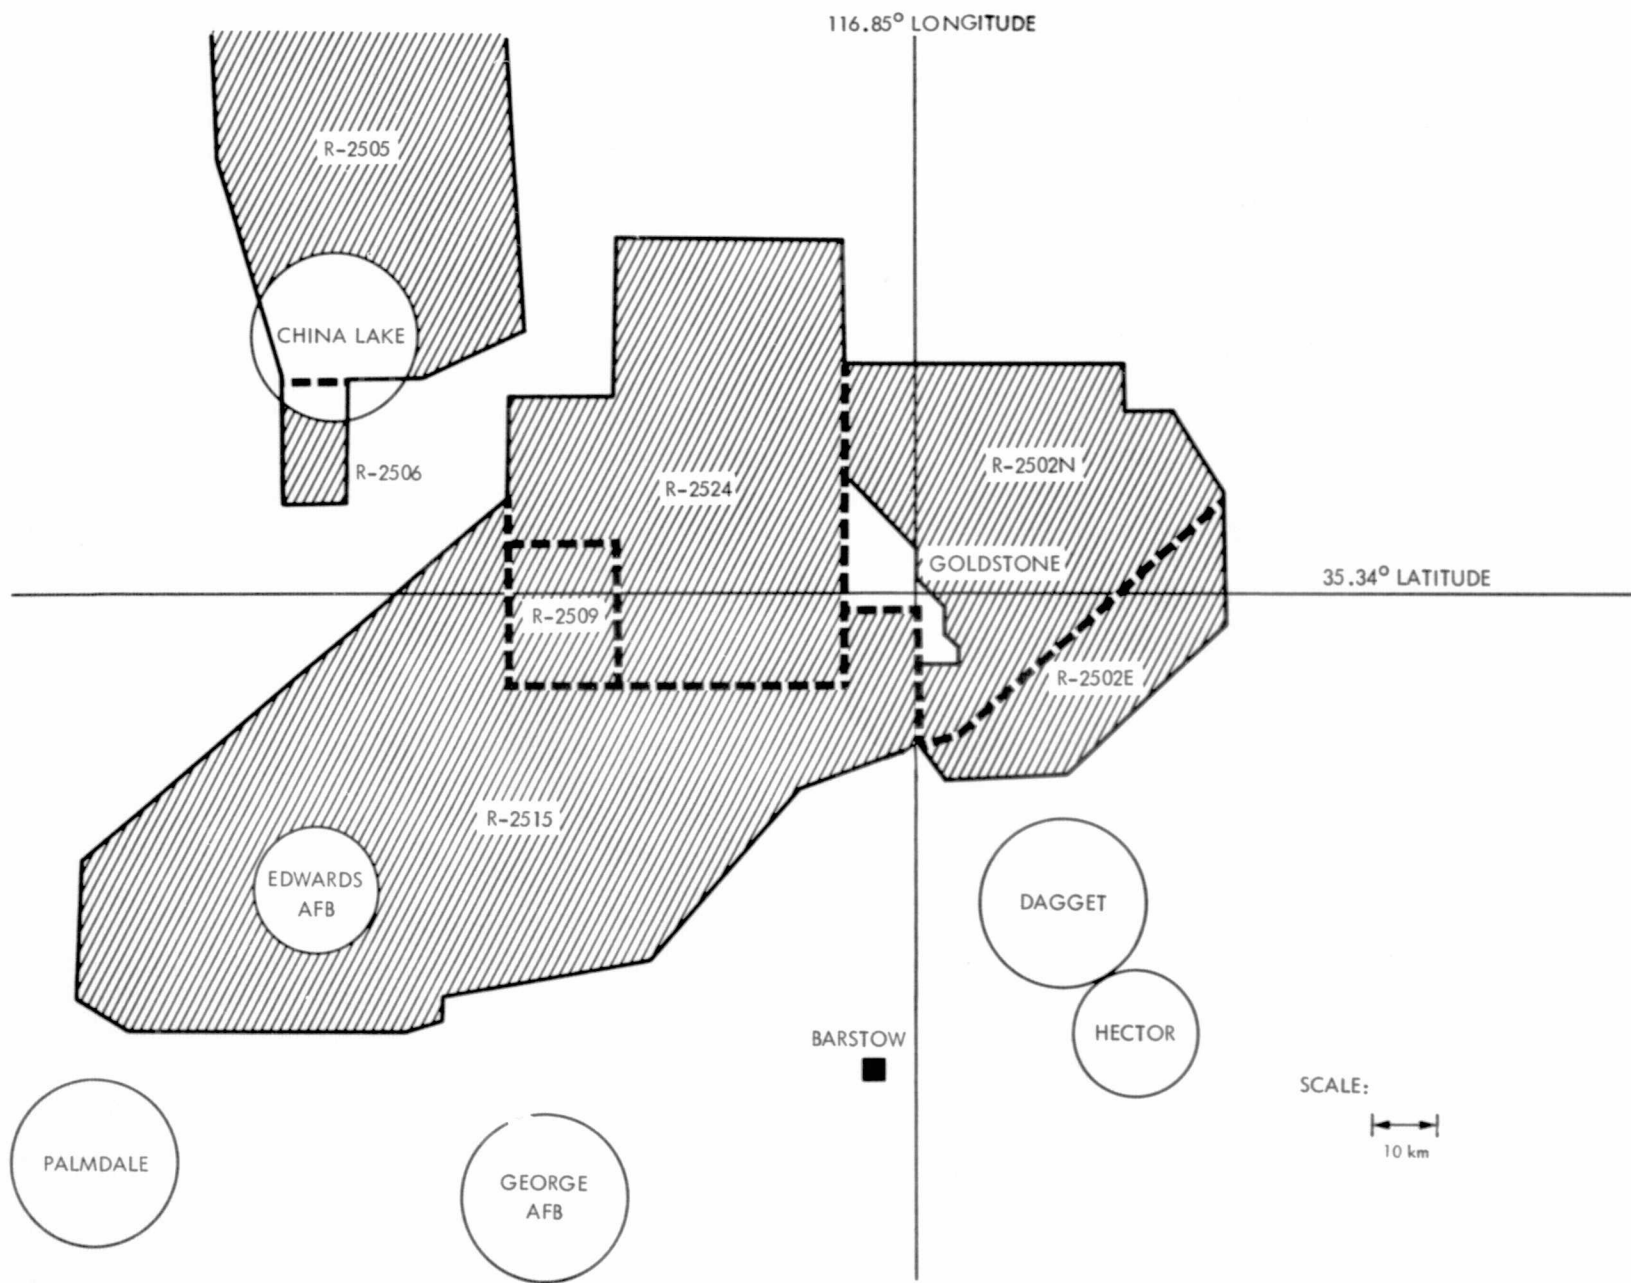 116.85° LONGITUDE
R-2505
CHINA LAKE
R-2506
R-2524
R-2502N
GOLDSTONE
35.34° LATITUDE
R-2509
R-2502E
R-2515
EDWARDS
AFB
DAGGET
HECTOR
BARSTOW
SCALE:
10 km
PALMDALE
GEORGE
AFB